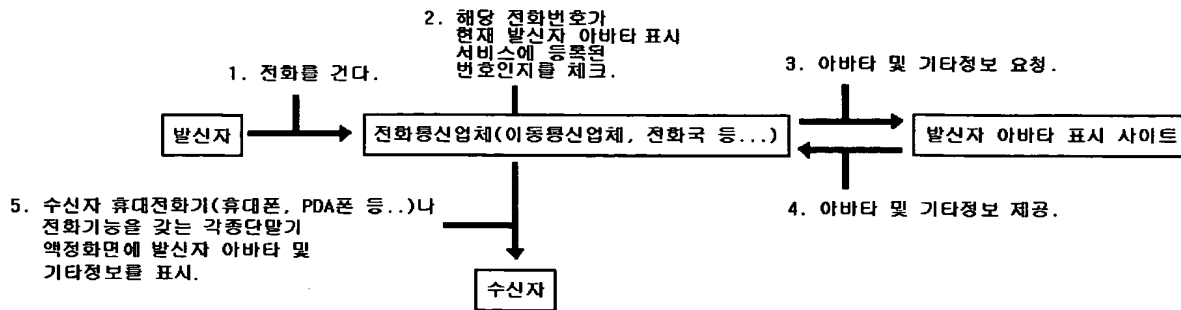 2. 해당 전화번호가
현재 발신자 아바타 표시
서비스에 등록된
번호인지를 체크.
1. 전화를 건다.
3. 아바타 및 기타정보 요청.
발신자
전화통신업체(이동통신업체, 전화국 등...)
발신자 아바타 표시 사이트
5. 수신자 휴대전화기(휴대폰, PDA폰 등..)나
전화기능을 갖는 각종단말기
액정화면에 발신자 아바타 및
기타정보를 표시.
4. 아바타 및 기타정보 제공.
수신자